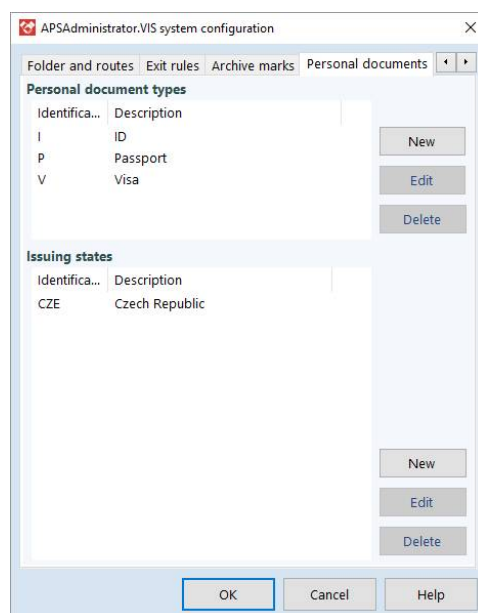 APSAdministrator.VIS system configuration
Folder and routes Exit rules Archive marks Personal documents
Personal document types
Identifica... Description
I ID
P Passport
V Visa
New
Edit
Delete
Issuing states
Identifica... Description
CZE Czech Republic
New
Edit
Delete
OK Cancel Help